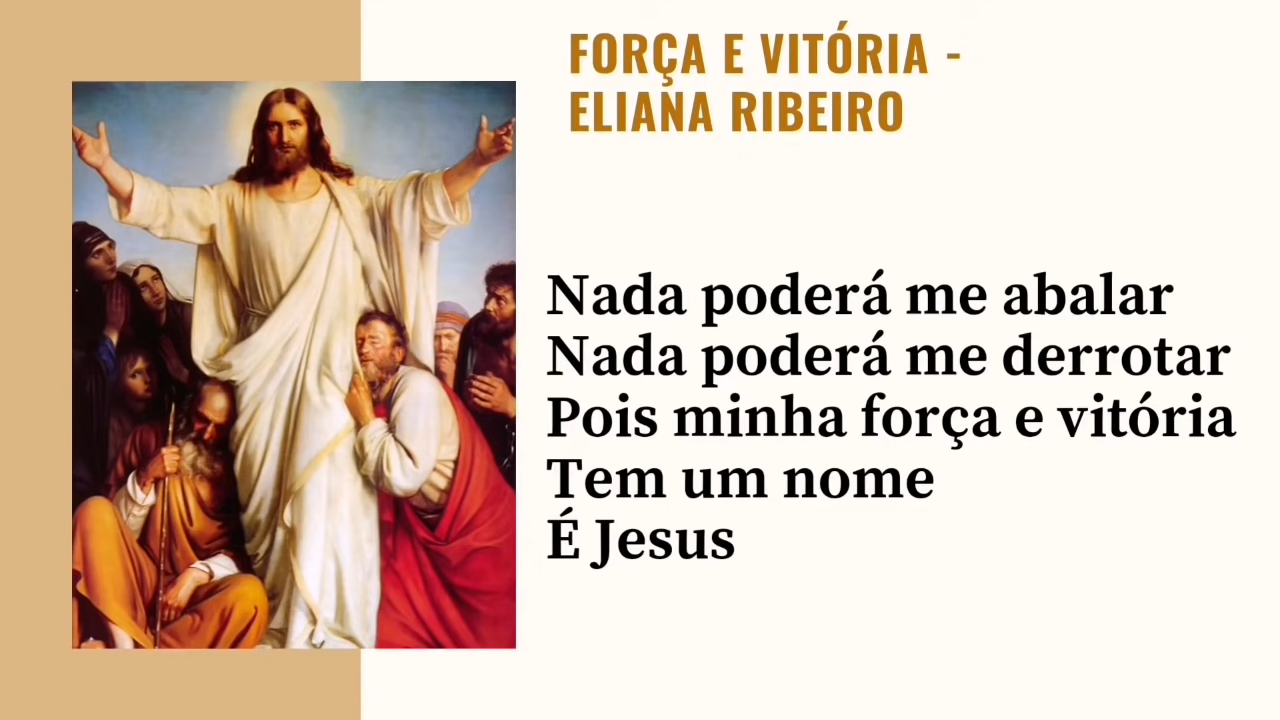 FORÇA E VITÓRIA -
ELIANA RIBEIRO
Nada poderá me abalar
Nada poderá me derrotar
Pois minha força e vitória
Tem um nome
É Jesus